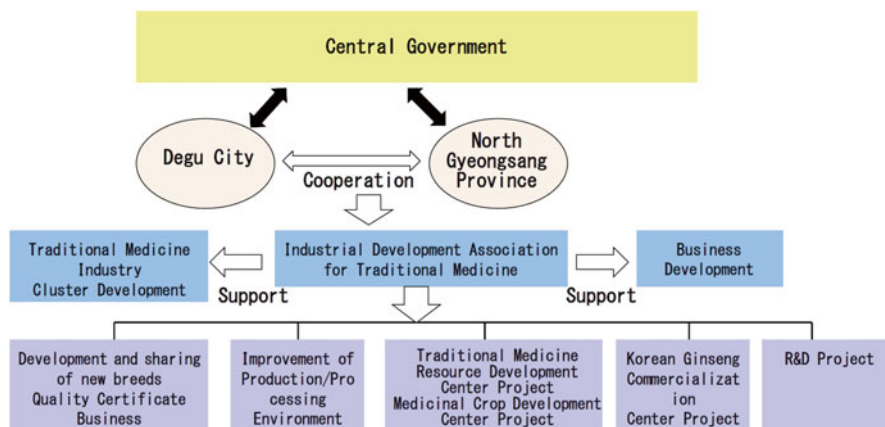 Central Government
Degu City
North
Gyeongsang
Province
Cooperation
Traditional Medicine
Industry
Cluster Development
Support
Industrial Development Association
for Traditional Medicine
Support
Business
Development
Development and sharing
of new breeds
Quality Certificate
Business
Improvement of
Production/Pro
cessing
Environment
Traditional Medicine
Resource Development
Center Project
Medicinal Crop Development
Center Project
Korean Ginseng
Commercializat
ion
Center Project
R&D Project